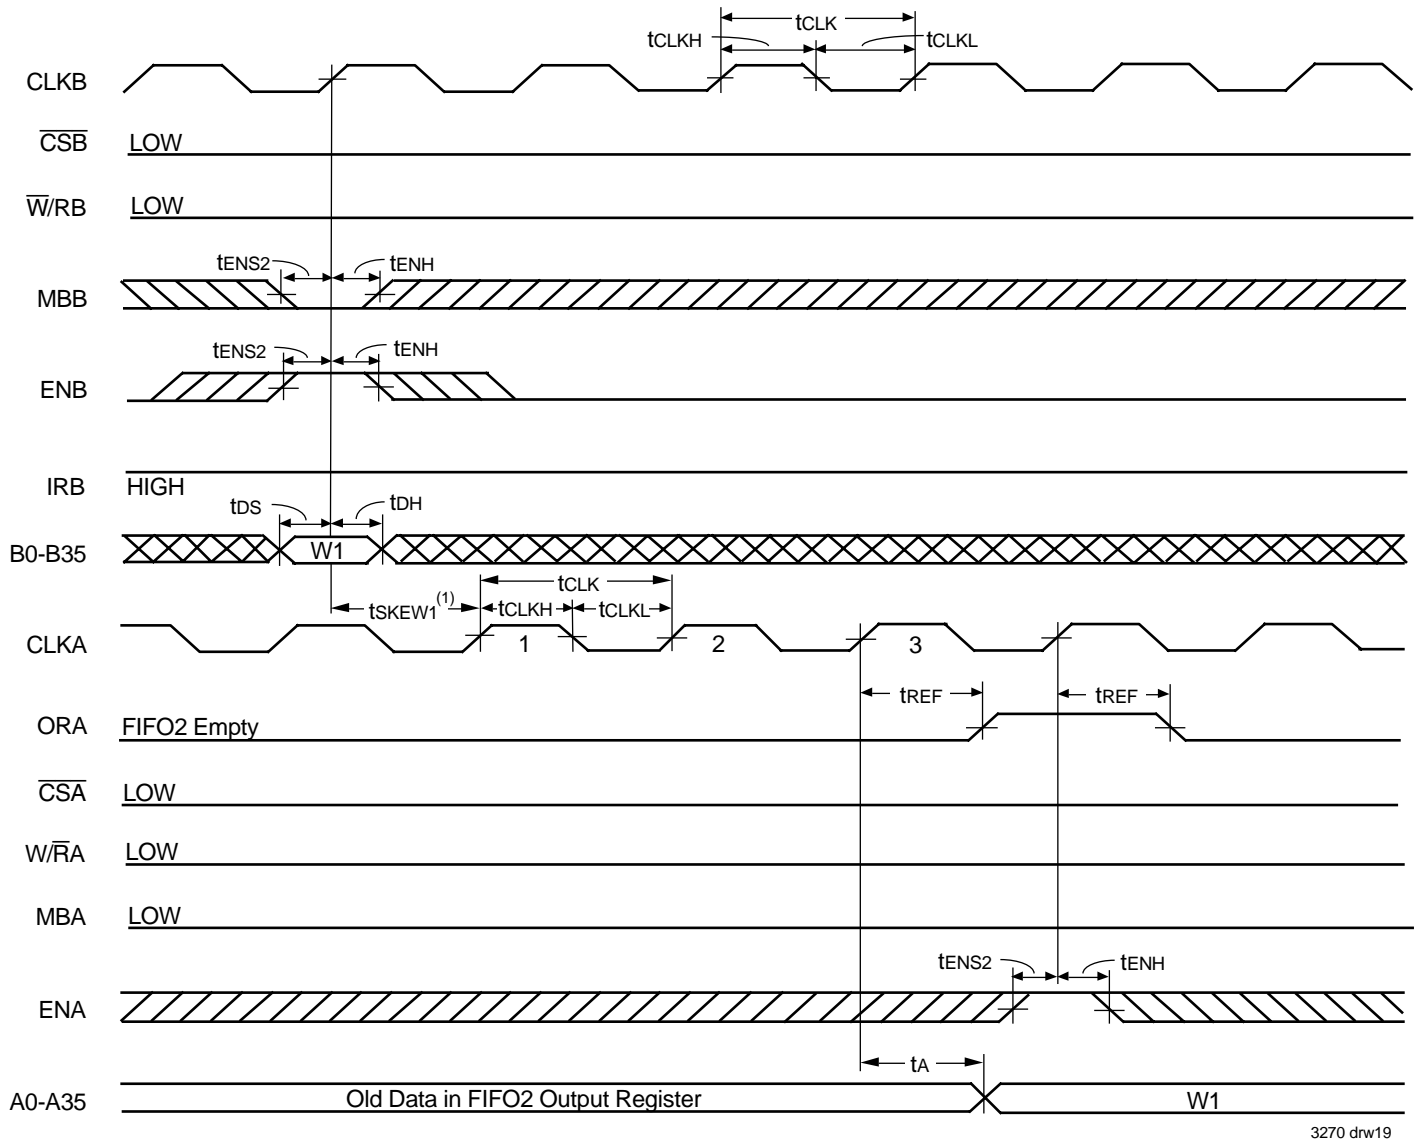 tCLK
tCLKH
tCLKL
CLKB
CSB LOW
W/RB LOW
tENS2 tENH
MBB
tENS2 tENH
ENB
IRB HIGH
tDS tDH
B0-B35 W1
tCLK
tSKEW1(1) tCLKH tCLKL
CLKA 1 2 3
tREF tREF
ORA FIFO2 Empty
CSA LOW
W/RA LOW
MBA LOW
tENS2 tENH
ENA
tA
A0-A35 Old Data in FIFO2 Output Register W1
3270 drw19